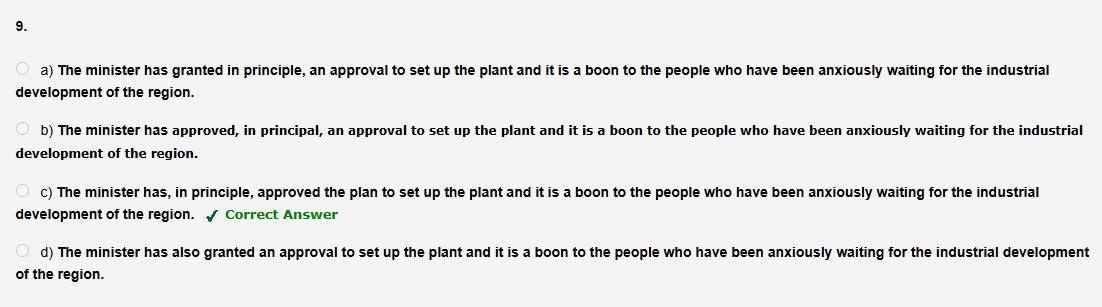 9.
a) The minister has granted in principle, an approval to set up the plant and it is a boon to the people who have been anxiously waiting for the industrial
development of the region.
b) The minister has approved, in principal, an approval to set up the plant and it is a boon to the people who have been anxiously waiting for the industrial
development of the region.
c) The minister has, in principle, approved the plan to set up the plant and it is a boon to the people who have been anxiously waiting for the industrial
development of the region. ✓ Correct Answer
d) The minister has also granted an approval to set up the plant and it is a boon to the people who have been anxiously waiting for the industrial development
of the region.